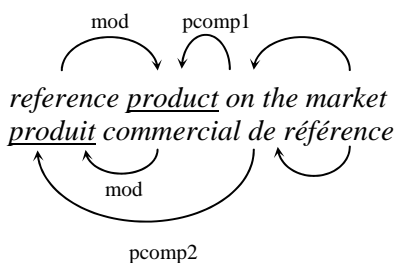 mod pcomp1
reference product on the market
produit commercial de référence
mod
pcomp2